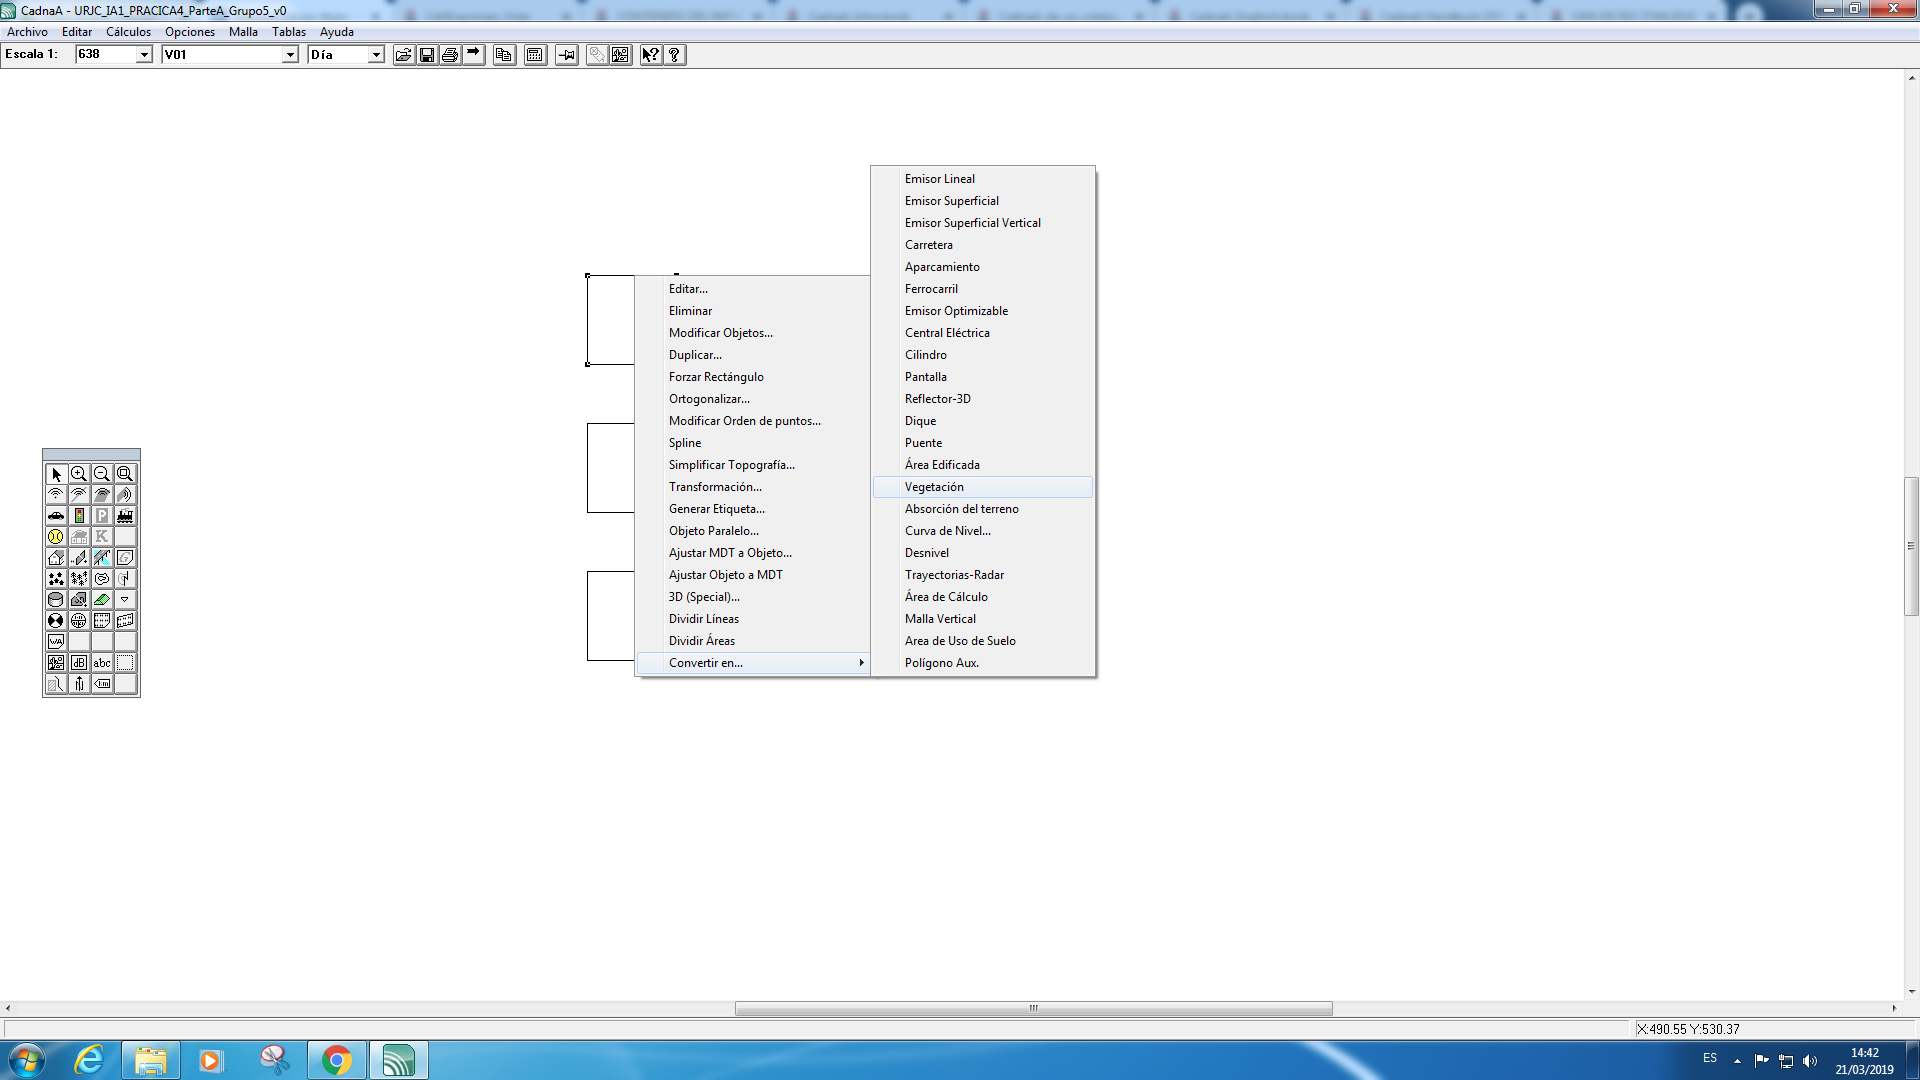 CadnaA - URJC_IA1_PRACICA4_ParteA_Grupo5_v0
Archivo Editar Cálculos Opciones Malla Tablas Ayuda
Escala 1: 638 V01 Día
Emisor Lineal
Emisor Superficial
Emisor Superficial Vertical
Carretera
Aparcamiento
Ferrocarril
Emisor Optimizable
Central Eléctrica
Cilindro
Pantalla
Reflector-3D
Dique
Puente
Área Edificada
Vegetación
Absorción del terreno
Curva de Nivel...
Desnivel
Trayectorias-Radar
Área de Cálculo
Malla Vertical
Area de Uso de Suelo
Polígono Aux.
Editar...
Eliminar
Modificar Objetos...
Duplicar...
Forzar Rectángulo
Ortogonalizar...
Modificar Orden de puntos...
Spline
Simplificar Topografía...
Transformación...
Generar Etiqueta...
Objeto Paralelo...
Ajustar MDT a Objeto...
Ajustar Objeto a MDT
3D (Special)...
Dividir Líneas
Dividir Áreas
Convertir en...
P
K
dB abc
X:490.55 Y:530.37
ES
14:42
21/03/2019